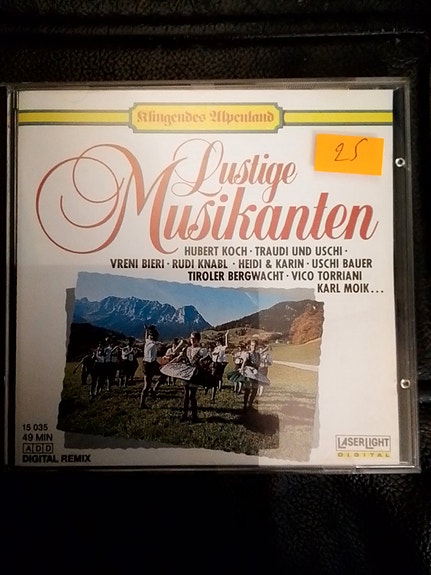 Klingendes Alpenland
25
Lustige
Musikanten
HUBERT KOCH · TRAUDI UND USCHI ·
VRENI BIERI · RUDI KNABL · HEIDI & KARIN · USCHI BAUER
TIROLER BERGWACHT · VICO TORRIANI
KARL MOIK...
15 035
49 MIN
ADD
DIGITAL REMIX
LASERLIGHT
DIGITAL